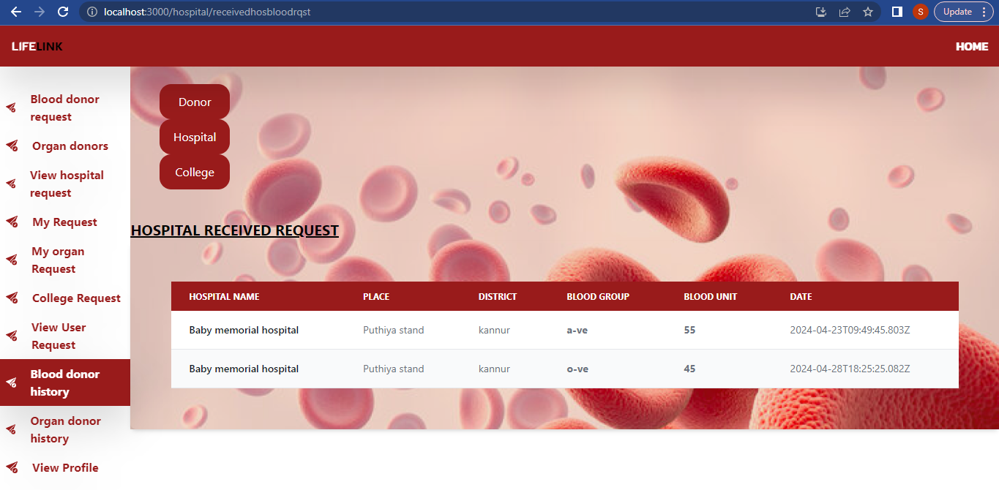 localhost:3000/hospital/receivedhosbloodrqst
S
Update
LIFELINK
HOME
Blood donor
request
Organ donors
View hospital
request
My Request
My organ
Request
College Request
View User
Request
Blood donor
history
Organ donor
history
View Profile
Donor
Hospital
College
HOSPITAL RECEIVED REQUEST
HOSPITAL NAME PLACE DISTRICT BLOOD GROUP BLOOD UNIT DATE
Baby memorial hospital Puthiya stand kannur a-ve 55 2024-04-23T09:49:45.803Z
Baby memorial hospital Puthiya stand kannur o-ve 45 2024-04-28T18:25:25.082Z